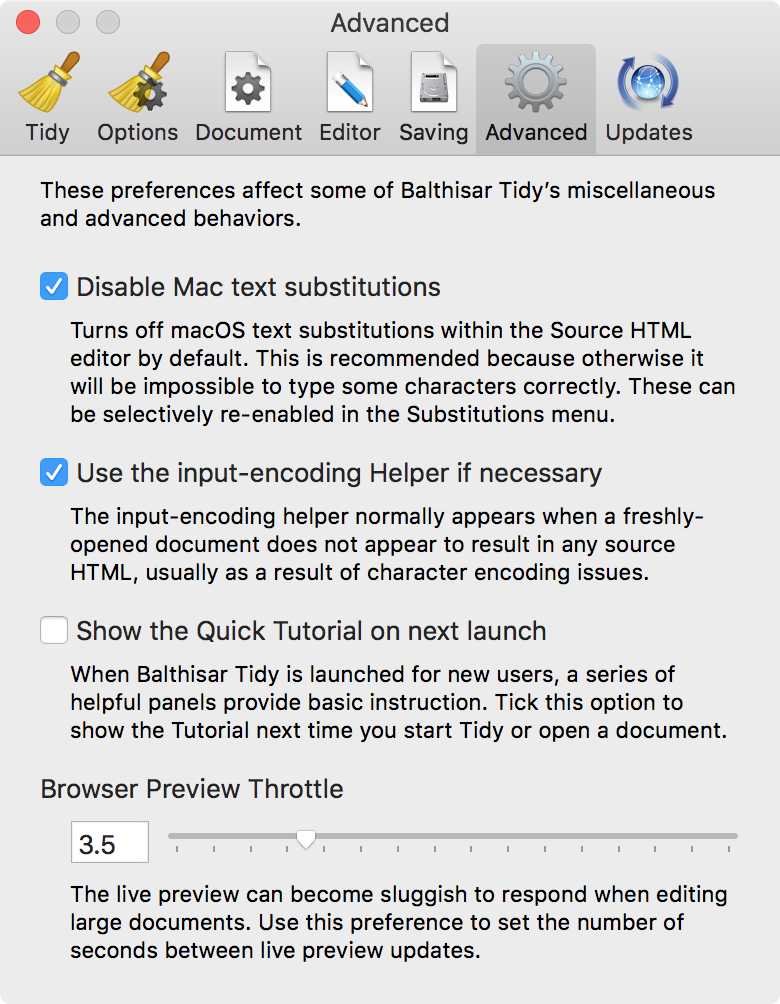 Advanced
Tidy Options Document Editor Saving Advanced Updates
These preferences affect some of Balthisar Tidy’s miscellaneous
and advanced behaviors.
Disable Mac text substitutions
Turns off macOS text substitutions within the Source HTML
editor by default. This is recommended because otherwise it
will be impossible to type some characters correctly. These can
be selectively re-enabled in the Substitutions menu.
Use the input-encoding Helper if necessary
The input-encoding helper normally appears when a freshly-
opened document does not appear to result in any source
HTML, usually as a result of character encoding issues.
Show the Quick Tutorial on next launch
When Balthisar Tidy is launched for new users, a series of
helpful panels provide basic instruction. Tick this option to
show the Tutorial next time you start Tidy or open a document.
Browser Preview Throttle
3.5
The live preview can become sluggish to respond when editing
large documents. Use this preference to set the number of
seconds between live preview updates.